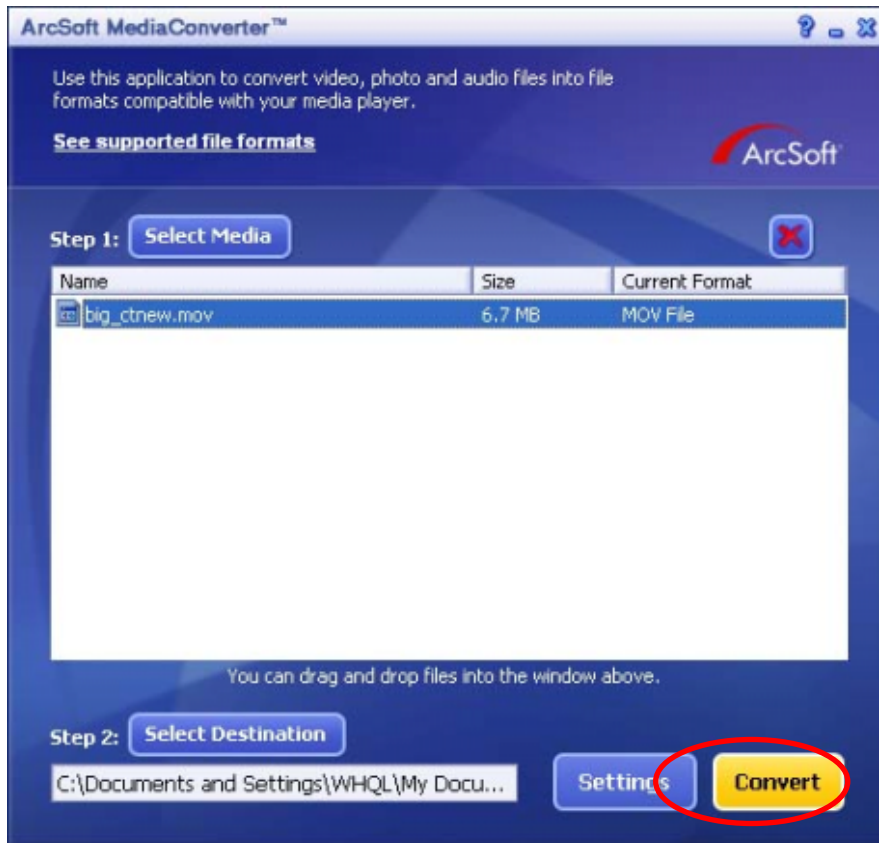 ArcSoft MediaConverter™
Use this application to convert video, photo and audio files into file
formats compatible with your media player.
See supported file formats
ArcSoft
Step 1: Select Media
Name Size Current Format
big_ctnew.mov 6.7 MB MOV File
You can drag and drop files into the window above.
Step 2: Select Destination
C:\Documents and Settings\WHQL\My Docu...
Settings Convert